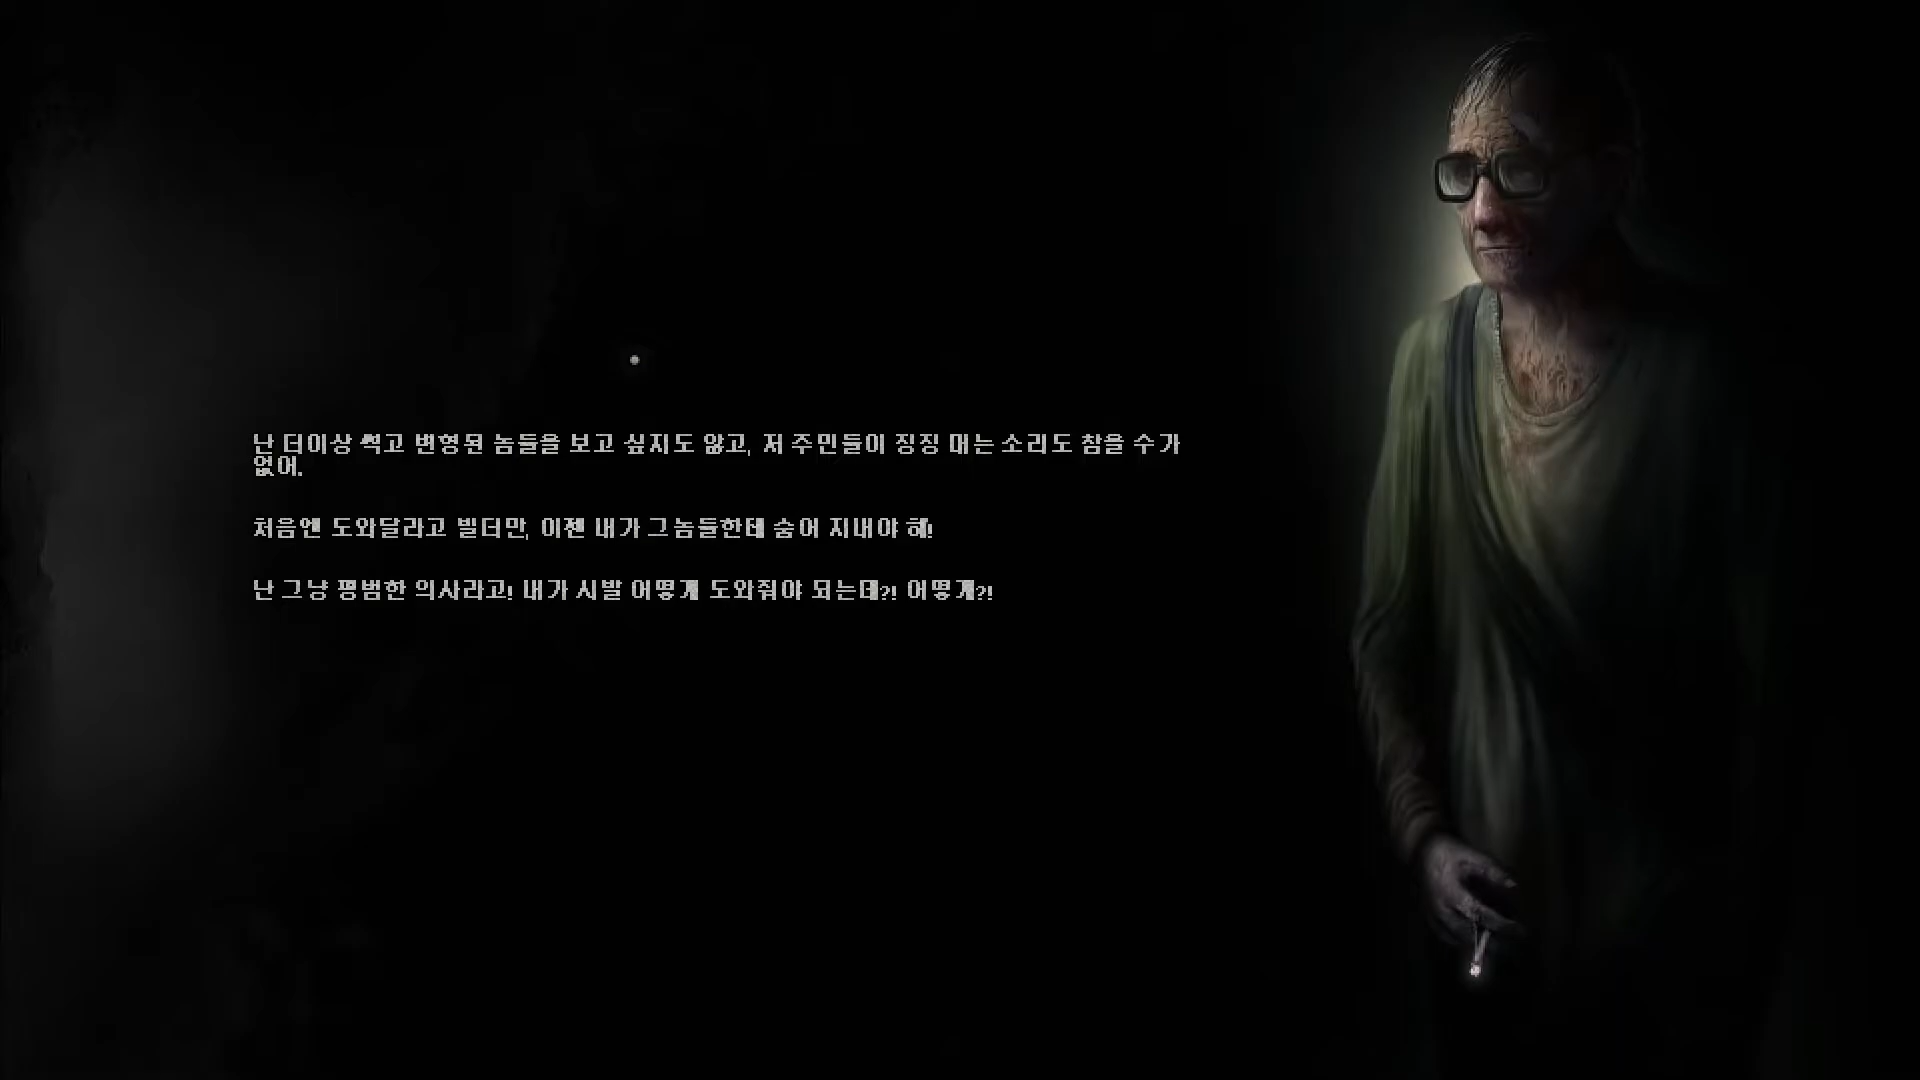 난 더이상 썩고 변형된 놈들을 보고 싶지도 않고, 저 주민들이 징징 대는 소리도 참을 수가
없어.
처음엔 도와달라고 빌더만, 이젠 내가 그놈들한테 숨어 지내야 해!
난 그냥 평범한 의사라고! 내가 시발 어떻게 도와줘야 되는데?! 어떻게?!